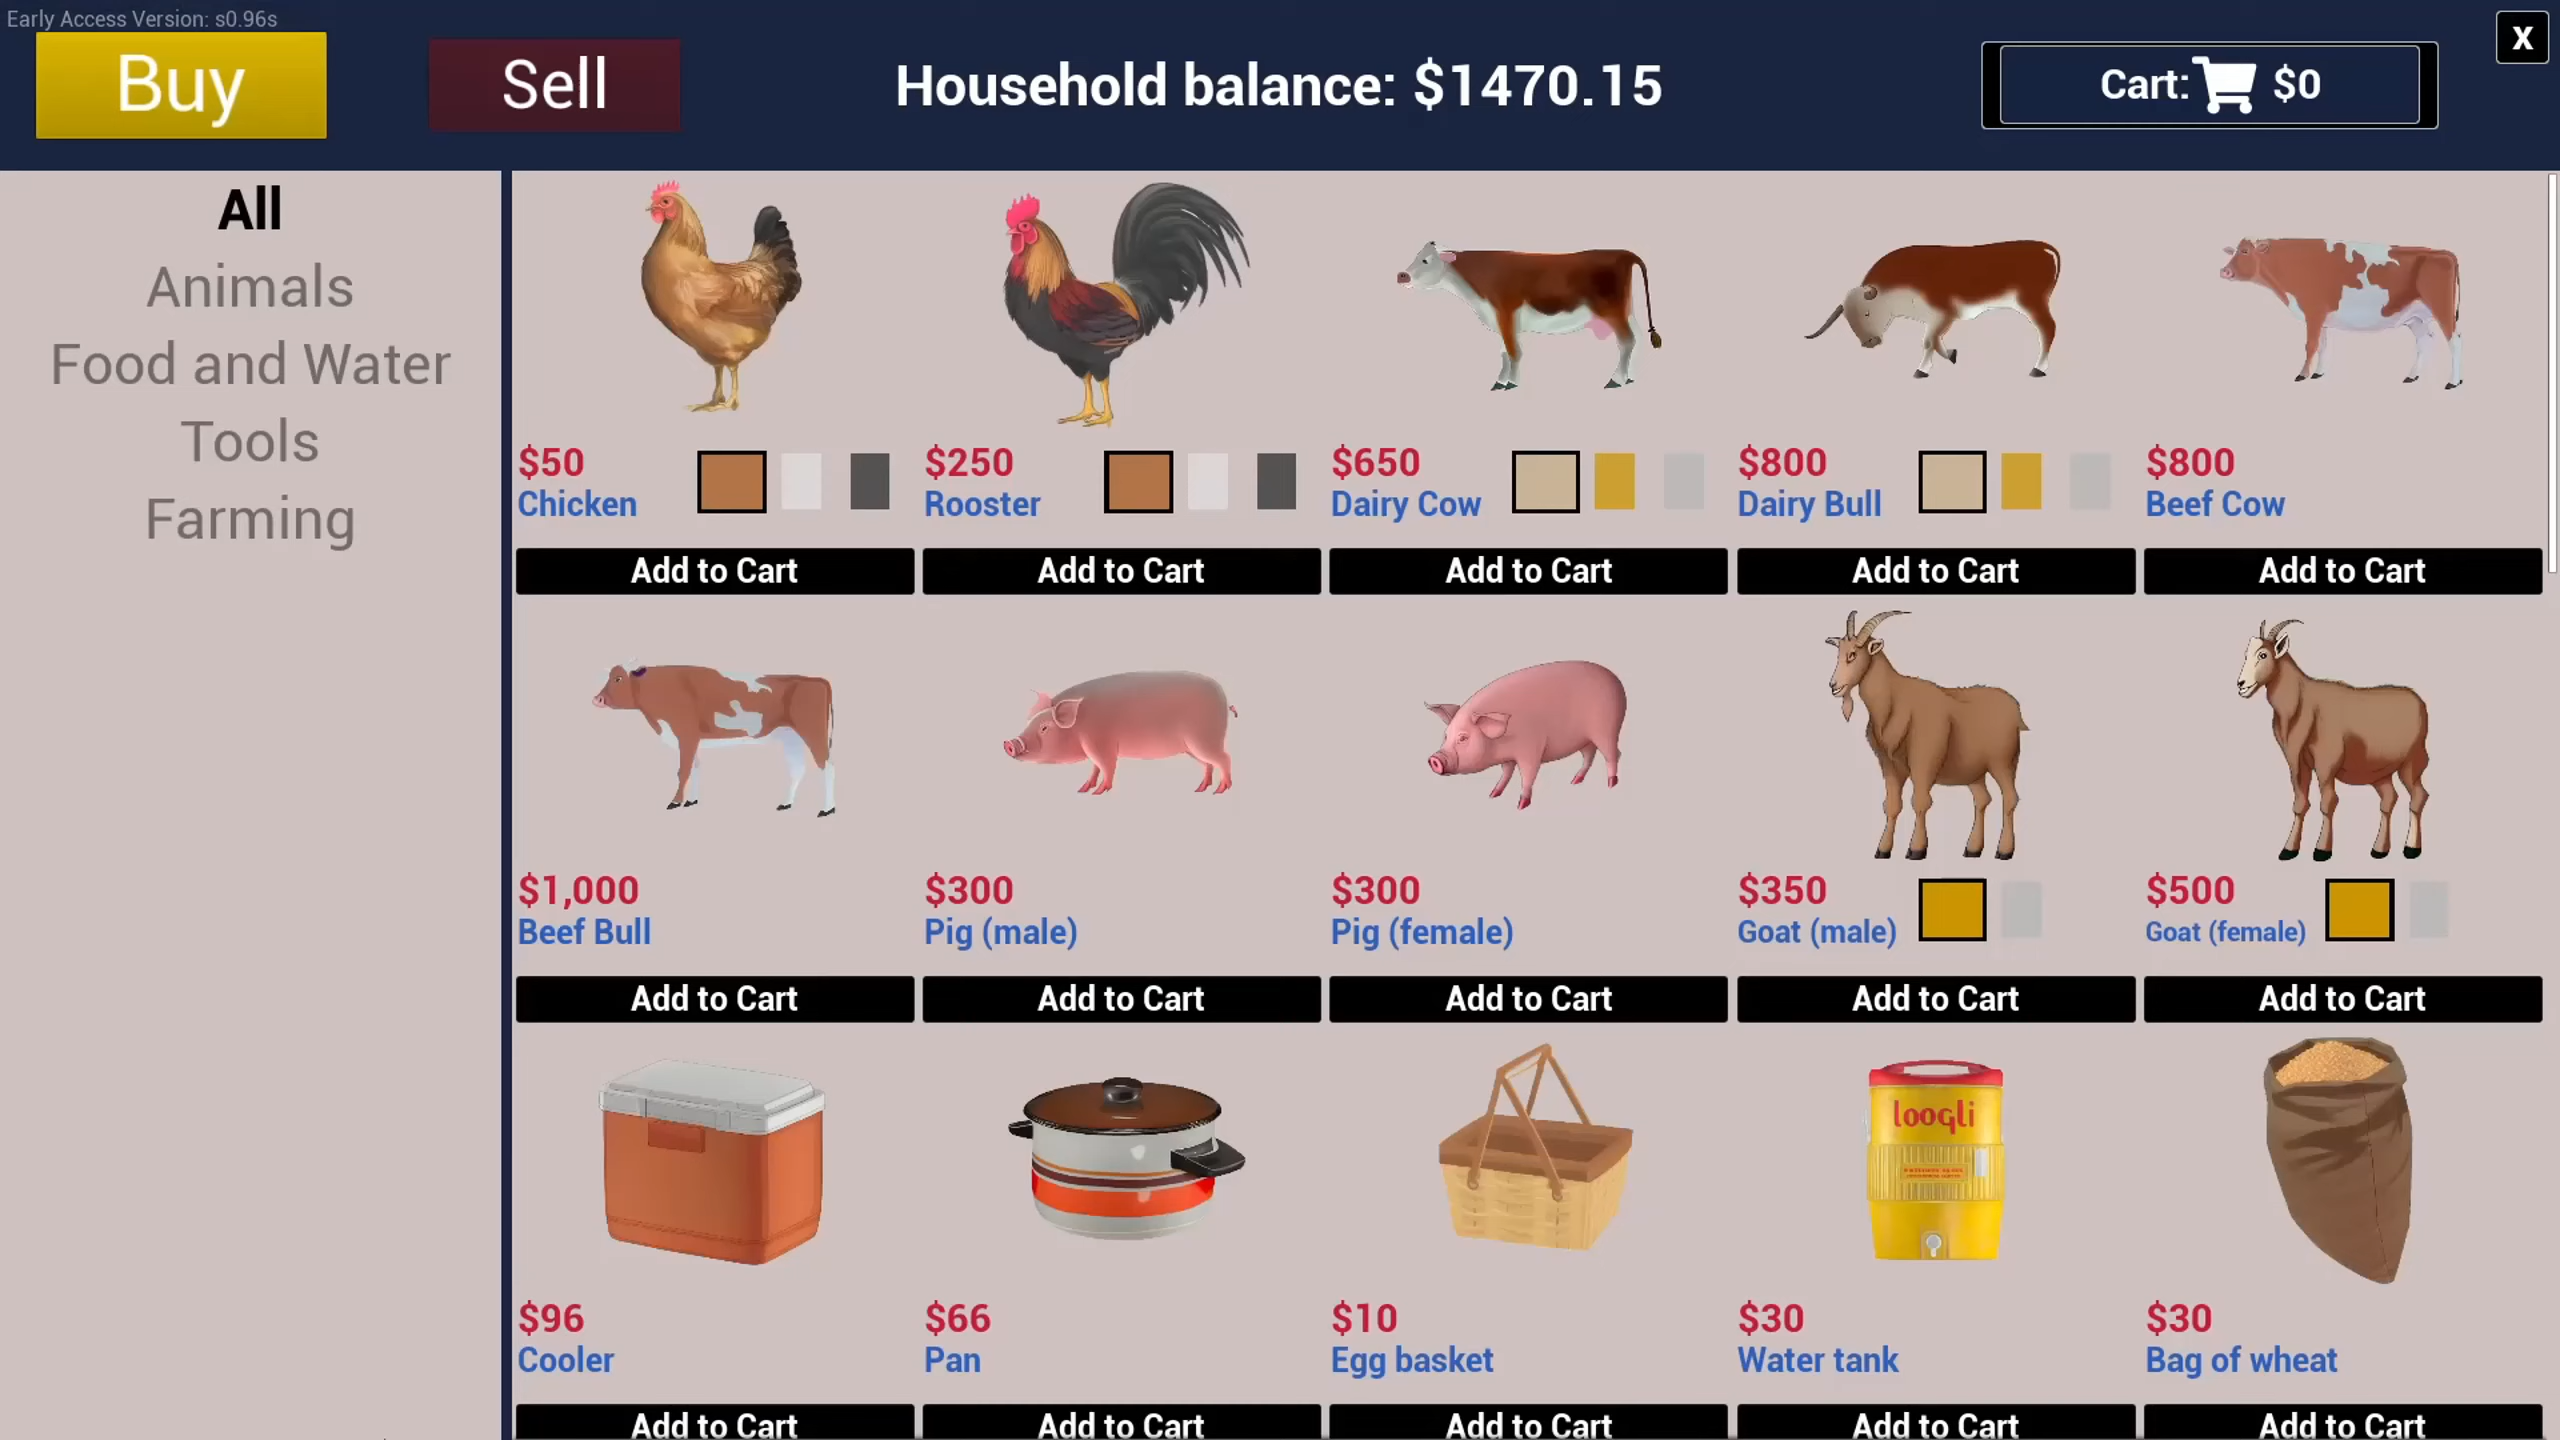 Early Access Version: s0.96s
Buy
Sell
Household balance: $1470.15
Cart: $0
X
All
Animals
Food and Water
Tools
Farming
$50
Chicken
Add to Cart
$250
Rooster
Add to Cart
$650
Dairy Cow
Add to Cart
$800
Dairy Bull
Add to Cart
$800
Beef Cow
Add to Cart
$1,000
Beef Bull
Add to Cart
$300
Pig (male)
Add to Cart
$300
Pig (female)
Add to Cart
$350
Goat (male)
Add to Cart
$500
Goat (female)
Add to Cart
$96
Cooler
Add to Cart
$66
Pan
Add to Cart
$10
Egg basket
Add to Cart
loogli
$30
Water tank
Add to Cart
$30
Bag of wheat
Add to Cart